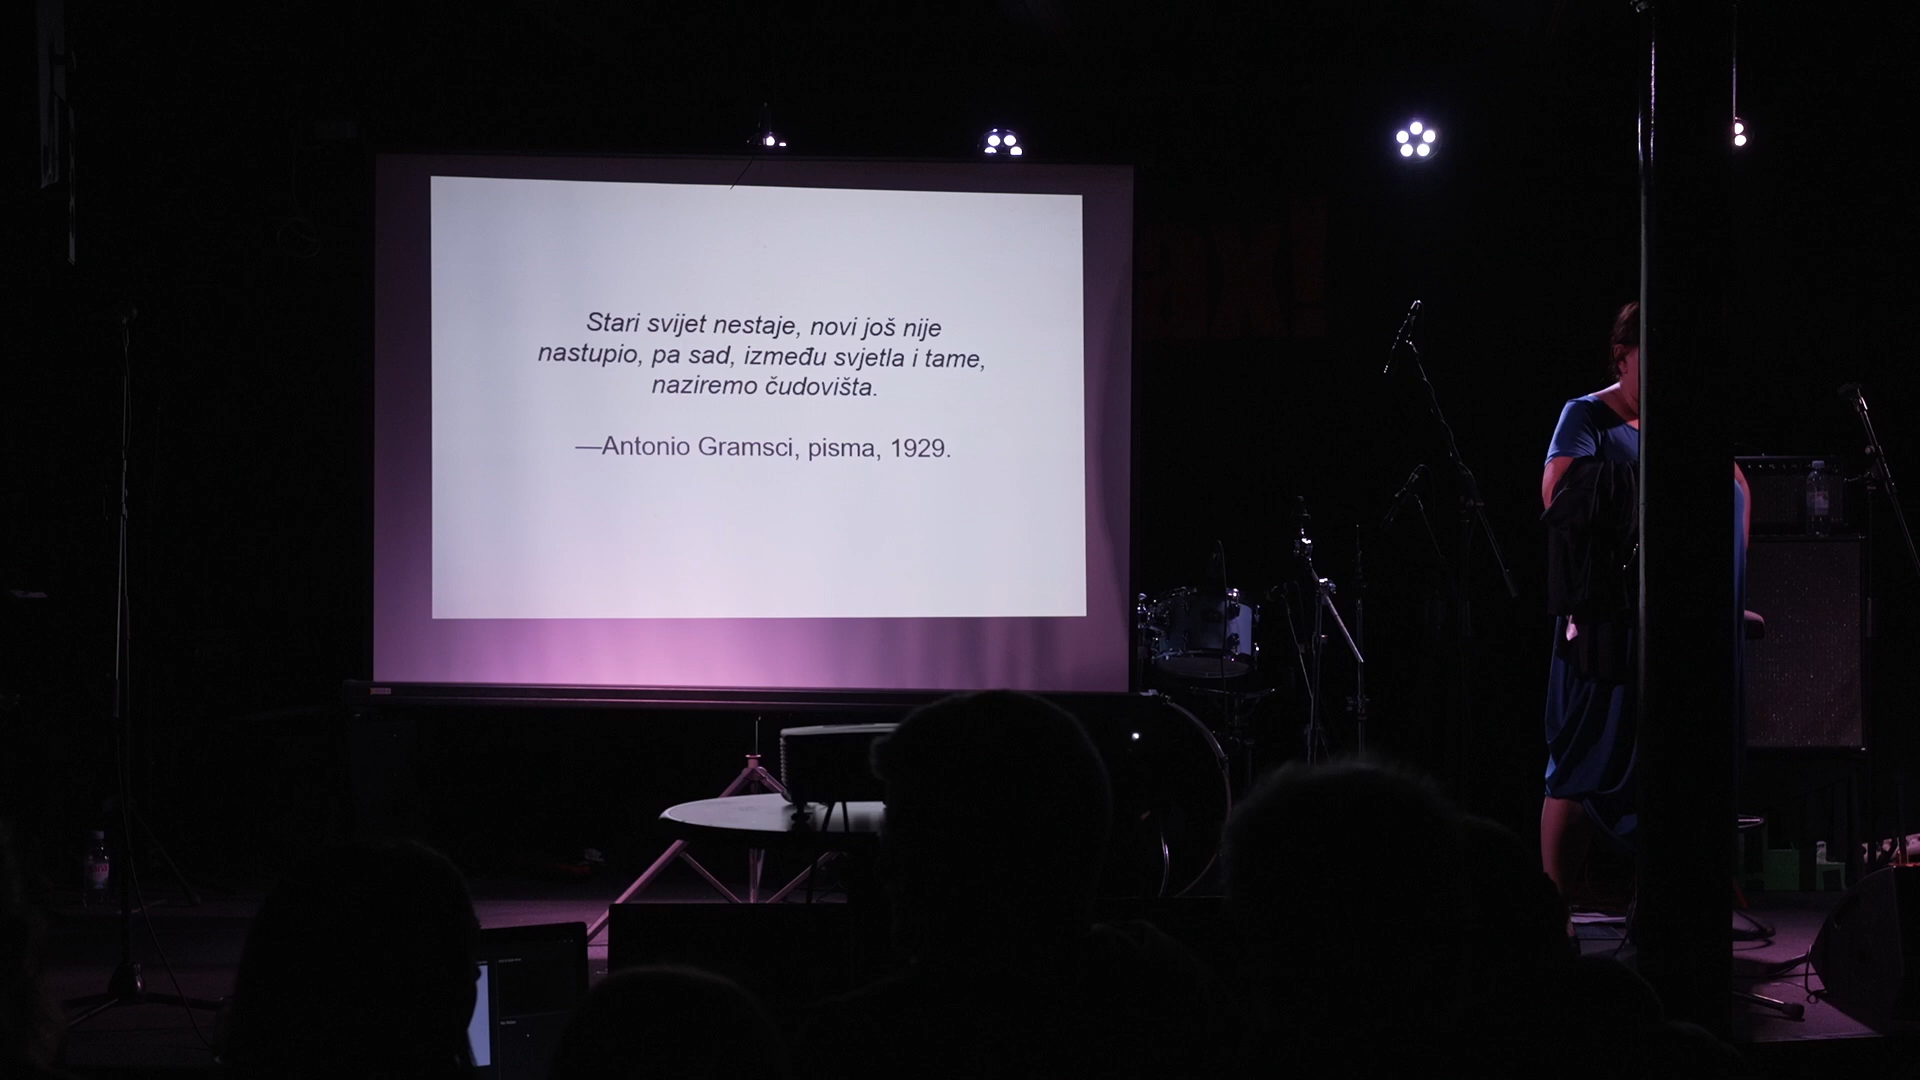 Stari svijet nestaje, novi još nije
nastupio, pa sad, između svjetla i tame,
naziremo čudovišta.
—Antonio Gramsci, pisma, 1929.